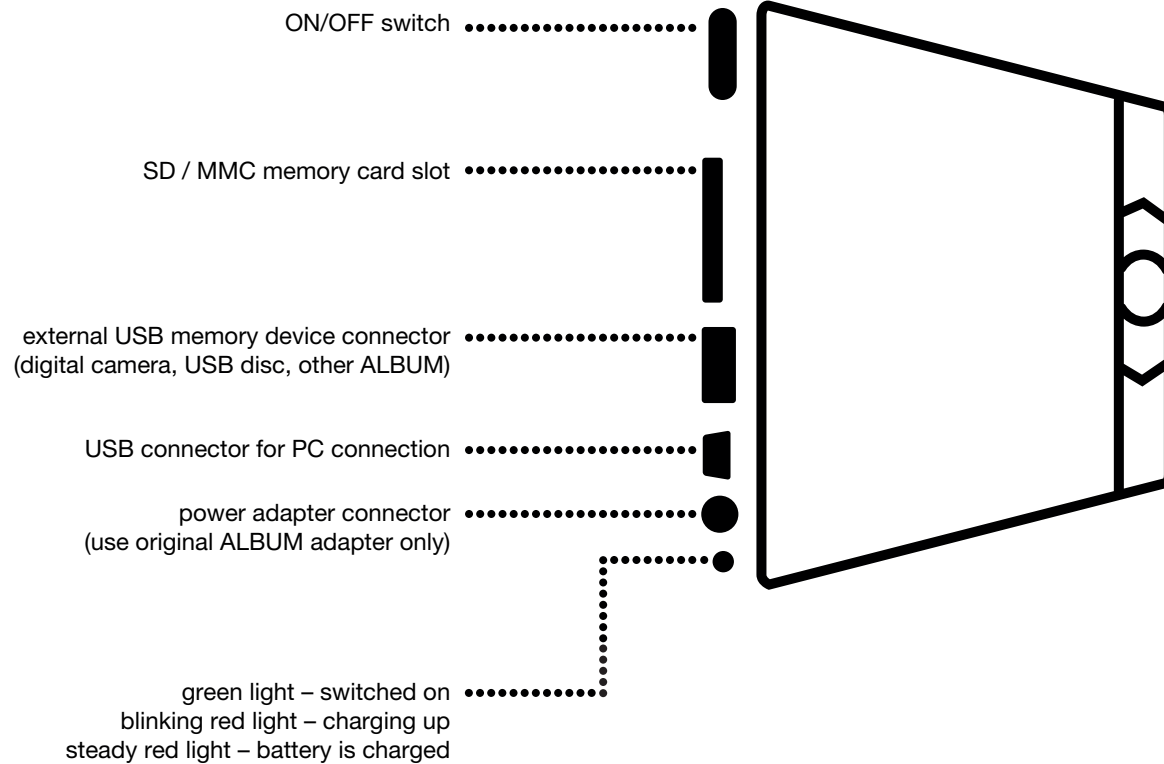 ON/OFF switch
SD / MMC memory card slot
external USB memory device connector
(digital camera, USB disc, other ALBUM)
USB connector for PC connection
power adapter connector
(use original ALBUM adapter only)
green light – switched on
blinking red light – charging up
steady red light – battery is charged